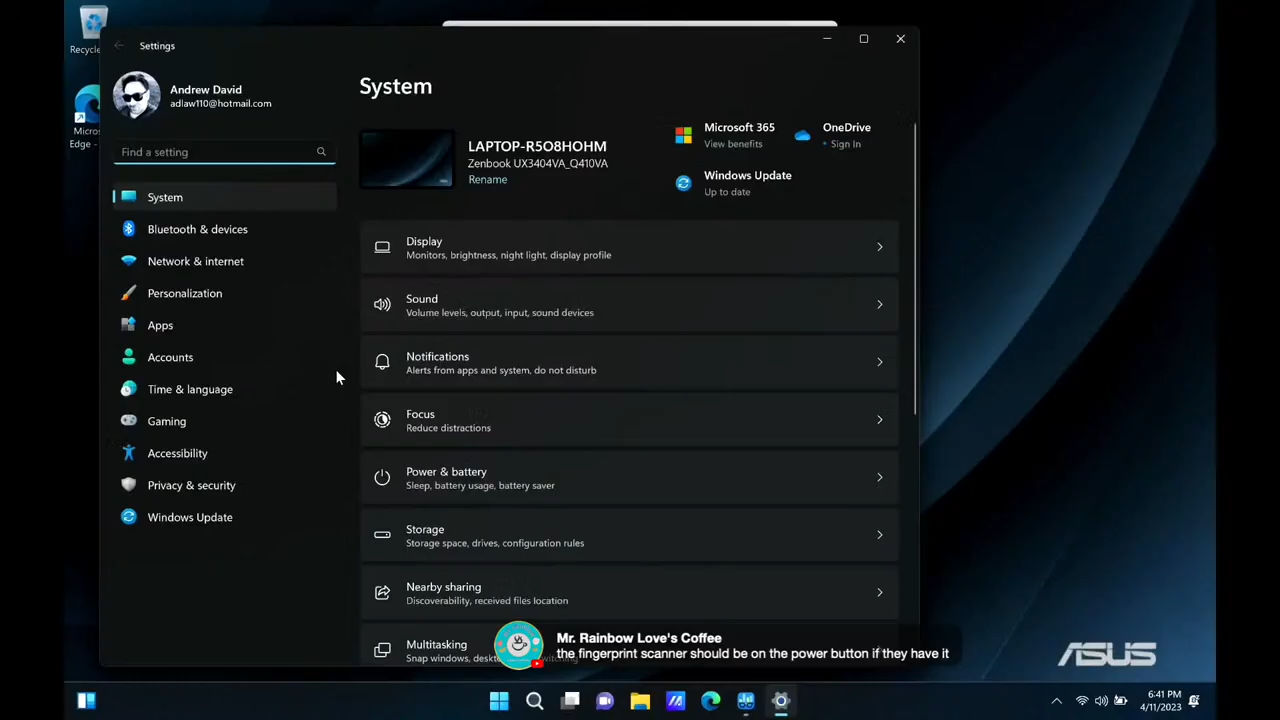 Recycle
Micros
Edge -
Settings
Andrew David
adlaw110@hotmail.com
Find a setting
System
Bluetooth & devices
Network & internet
Personalization
Apps
Accounts
Time & language
Gaming
Accessibility
Privacy & security
Windows Update
System
LAPTOP-R5O8HOHM
Zenbook UX3404VA_Q410VA
Rename
Microsoft 365
View benefits
OneDrive
• Sign In
Windows Update
Up to date
Display
Monitors, brightness, night light, display profile
Sound
Volume levels, output, input, sound devices
Notifications
Alerts from apps and system, do not disturb
Focus
Reduce distractions
Power & battery
Sleep, battery usage, battery saver
Storage
Storage space, drives, configuration rules
Nearby sharing
Discoverability, received files location
Multitasking
Snap windows, desktops, task switching
Mr. Rainbow Love's Coffee
the fingerprint scanner should be on the power button if they have it
ASUS
6:41 PM
4/11/2023